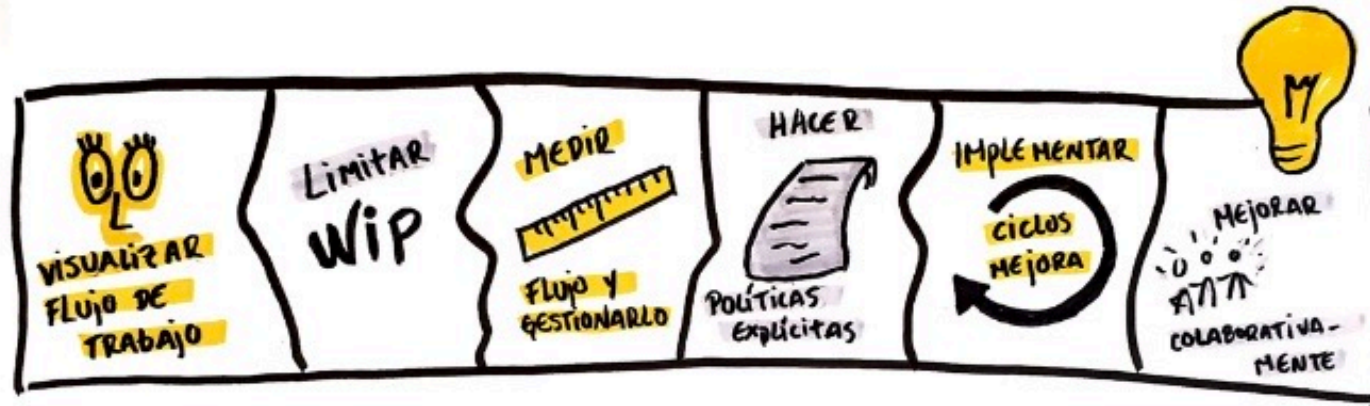 VISUALIZAR
FLUJO DE
TRABAJO
LIMITAR
WIP
MEDIR
FLUJO Y
GESTIONARLO
HACER
POLÍTICAS
EXPLÍCITAS
IMPLEMENTAR
CICLOS
MEJORA
MEJORAR
COLABORATIVA-
MENTE